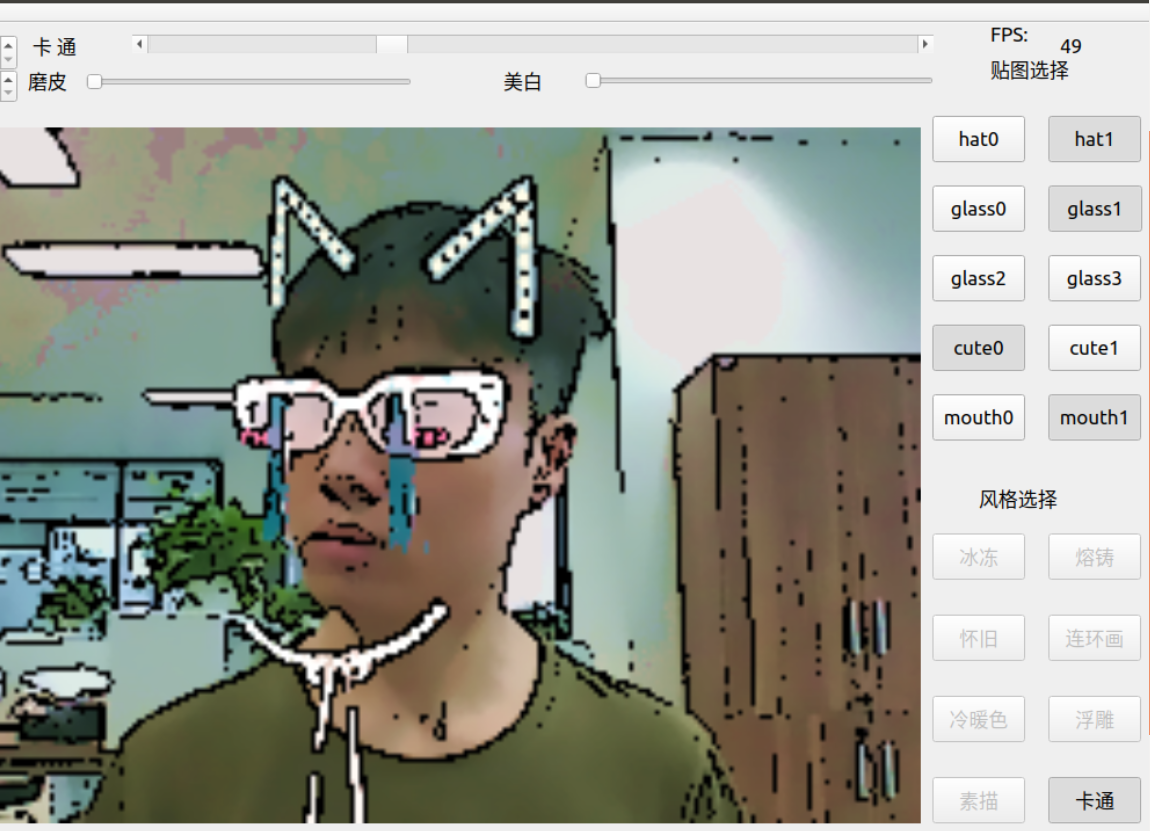 卡 通
FPS: 49
磨皮
美白
贴图选择
hat0 hat1
glass0 glass1
glass2 glass3
cute0 cute1
mouth0 mouth1
风格选择
冰冻 熔铸
怀旧 连环画
冷暖色 浮雕
素描 卡通